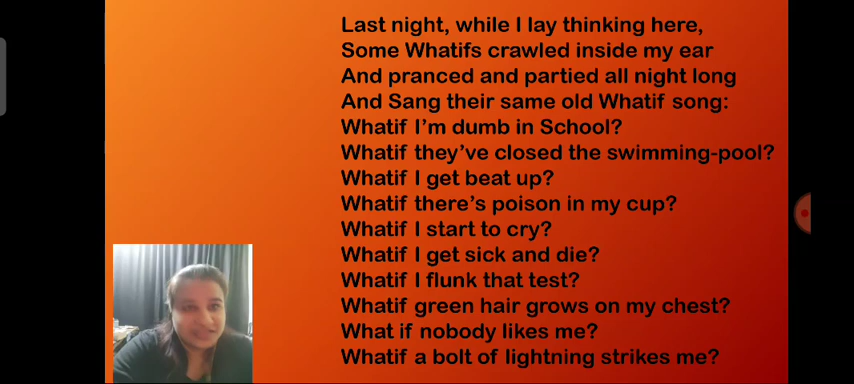 Last night, while I lay thinking here,
Some Whatifs crawled inside my ear
And pranced and partied all night long
And Sang their same old Whatif song:
Whatif I'm dumb in School?
Whatif they've closed the swimming-pool?
Whatif I get beat up?
Whatif there's poison in my cup?
Whatif I start to cry?
Whatif I get sick and die?
Whatif I flunk that test?
Whatif green hair grows on my chest?
What if nobody likes me?
Whatif a bolt of lightning strikes me?